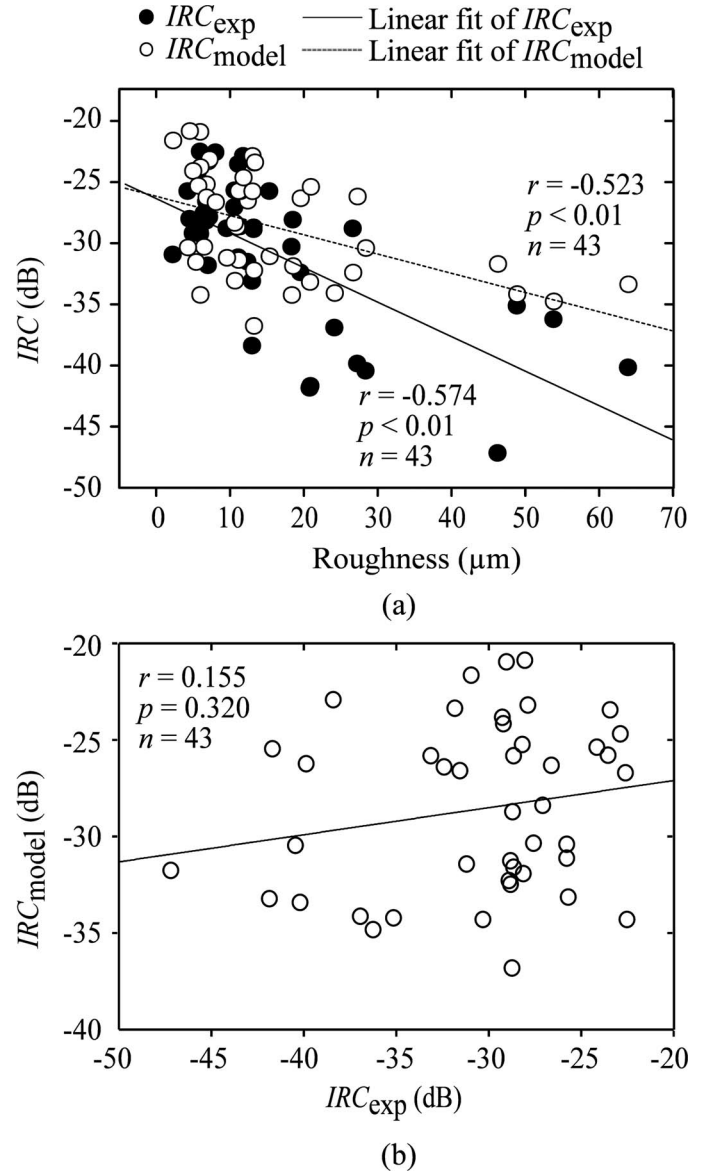 IRCexp Linear fit of IRCexp
IRCmodel Linear fit of IRCmodel
-20
-25
-30
-35
-40
-45
-50
IRC (dB)
r = -0.523
p < 0.01
n = 43
r = -0.574
p < 0.01
n = 43
0 10 20 30 40 50 60 70
Roughness (µm)
(a)
-20
-25
-30
-35
-40
IRCmodel (dB)
r = 0.155
p = 0.320
n = 43
-50 -45 -40 -35 -30 -25 -20
IRCexp (dB)
(b)